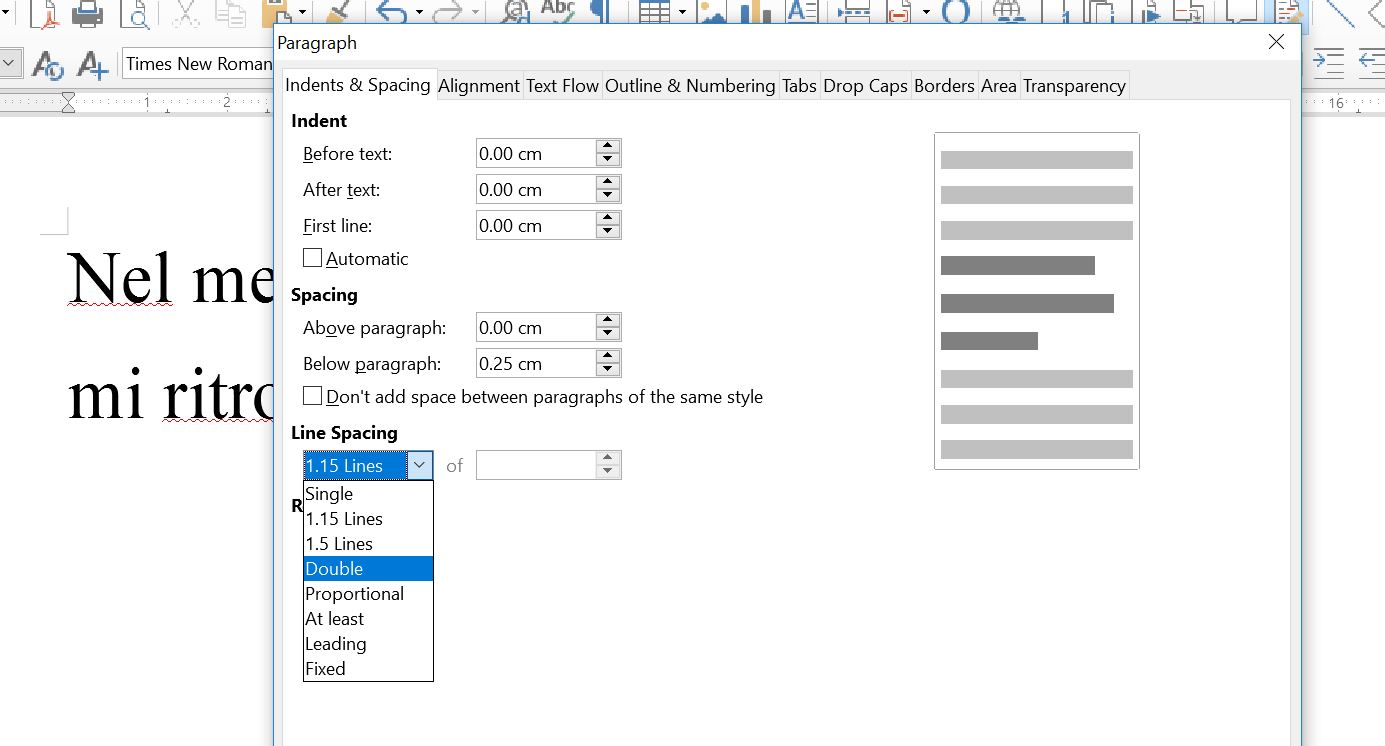 Abc
Paragraph
Times New Roman
Indents & Spacing Alignment Text Flow Outline & Numbering Tabs Drop Caps Borders Area Transparency
1 2 16
Indent
Before text: 0.00 cm
After text: 0.00 cm
First line: 0.00 cm
Automatic
Spacing
Above paragraph: 0.00 cm
Below paragraph: 0.25 cm
Don't add space between paragraphs of the same style
Line Spacing
1.15 Lines of
R
Single
1.15 Lines
1.5 Lines
Double
Proportional
At least
Leading
Fixed
Nel me
mi ritro